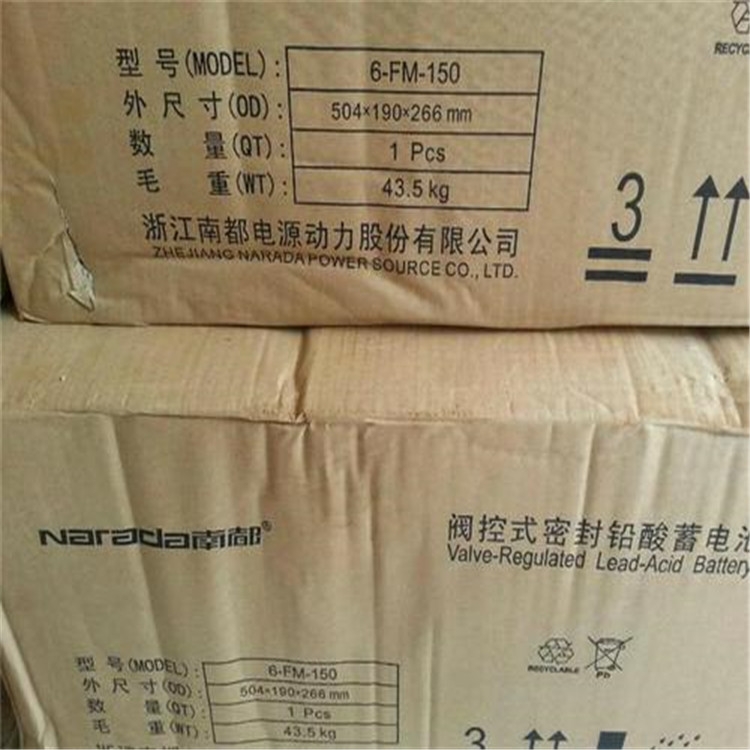 RECYC
型号(MODEL): 6-FM-150
外尺寸(OD): 504×190×266 mm
数量(QT): 1 Pcs
毛重(WT): 43.5 kg
3
浙江南都电源动力股份有限公司
ZHEJIANG NARADA POWER SOURCE CO., LTD.
Narada南都®
阀控式密封铅酸蓄电池
Valve-Regulated Lead-Acid Battery
RECYCLABLE
Pb
型号(MODEL): 6-FM-150
外尺寸(OD): 504×190×266 mm
数量(QT): 1 Pcs
毛重(WT): 43.5 kg
3
浙江南都